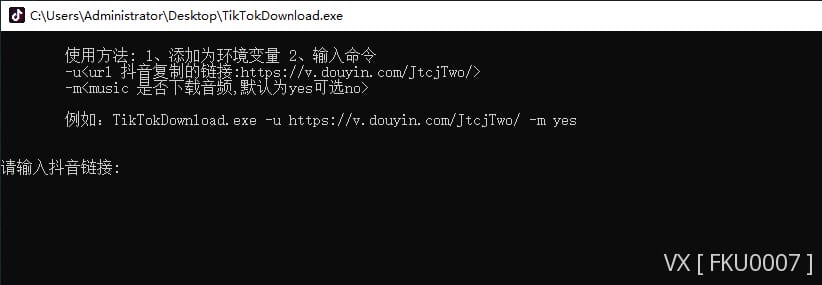 C:\Users\Administrator\Desktop\TikTokDownload.exe
使用方法: 1、添加为环境变量 2、输入命令
-u<url 抖音复制的链接:https://v.douyin.com/JtcjTwo/>
-m<music 是否下载音频,默认为yes可选no>
例如：TikTokDownload.exe -u https://v.douyin.com/JtcjTwo/ -m yes
请输入抖音链接:
VX [ FKU0007 ]